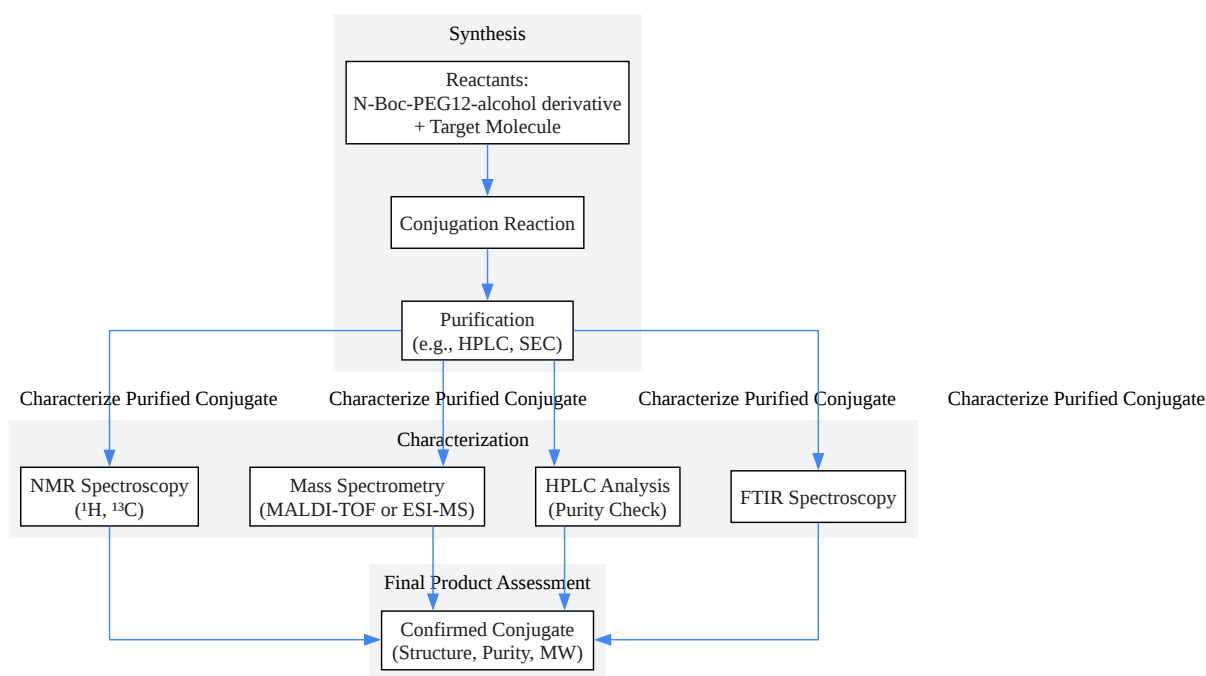 Synthesis
Reactants:
N-Boc-PEG12-alcohol derivative
+ Target Molecule
Conjugation Reaction
Purification
(e.g., HPLC, SEC)
Characterize Purified Conjugate
Characterize Purified Conjugate
Characterize Purified Conjugate
Characterize Purified Conjugate
Characterization
NMR Spectroscopy
(¹H, ¹³C)
Mass Spectrometry
(MALDI-TOF or ESI-MS)
HPLC Analysis
(Purity Check)
FTIR Spectroscopy
Final Product Assessment
Confirmed Conjugate
(Structure, Purity, MW)